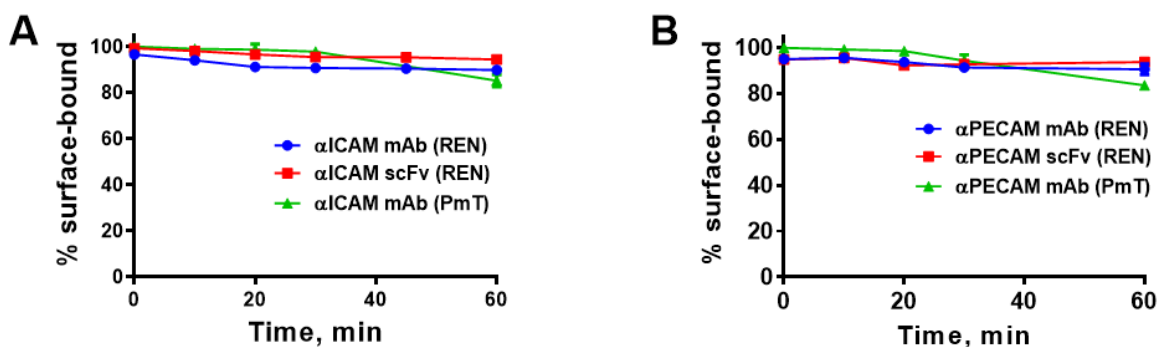 A
% surface-bound
100
80
60
40
20
0
αICAM mAb (REN)
αICAM scFv (REN)
αICAM mAb (PmT)
0 20 40 60
Time, min
B
% surface-bound
100
80
60
40
20
0
αPECAM mAb (REN)
αPECAM scFv (REN)
αPECAM mAb (PmT)
0 20 40 60
Time, min